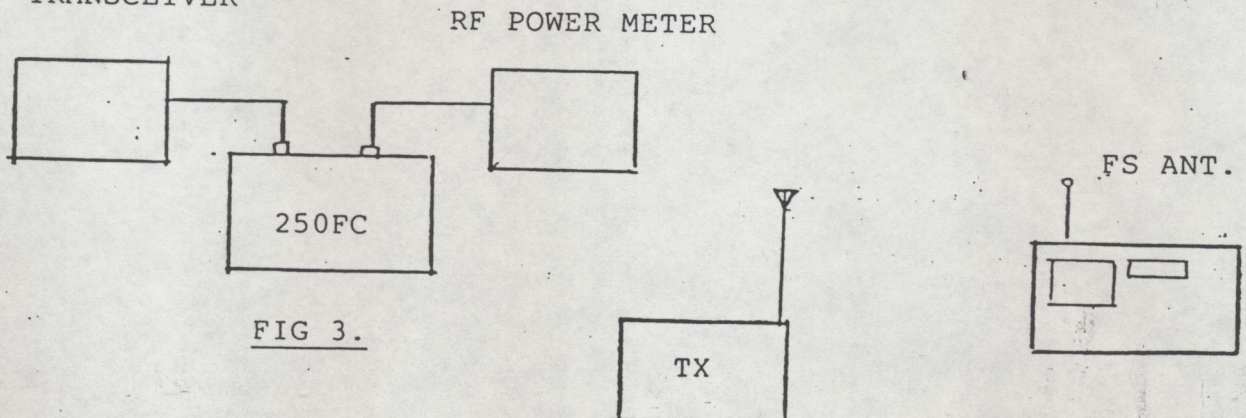 TRANSCEIVER
RF POWER METER
FS ANT.
250FC
FIG 3.
TX